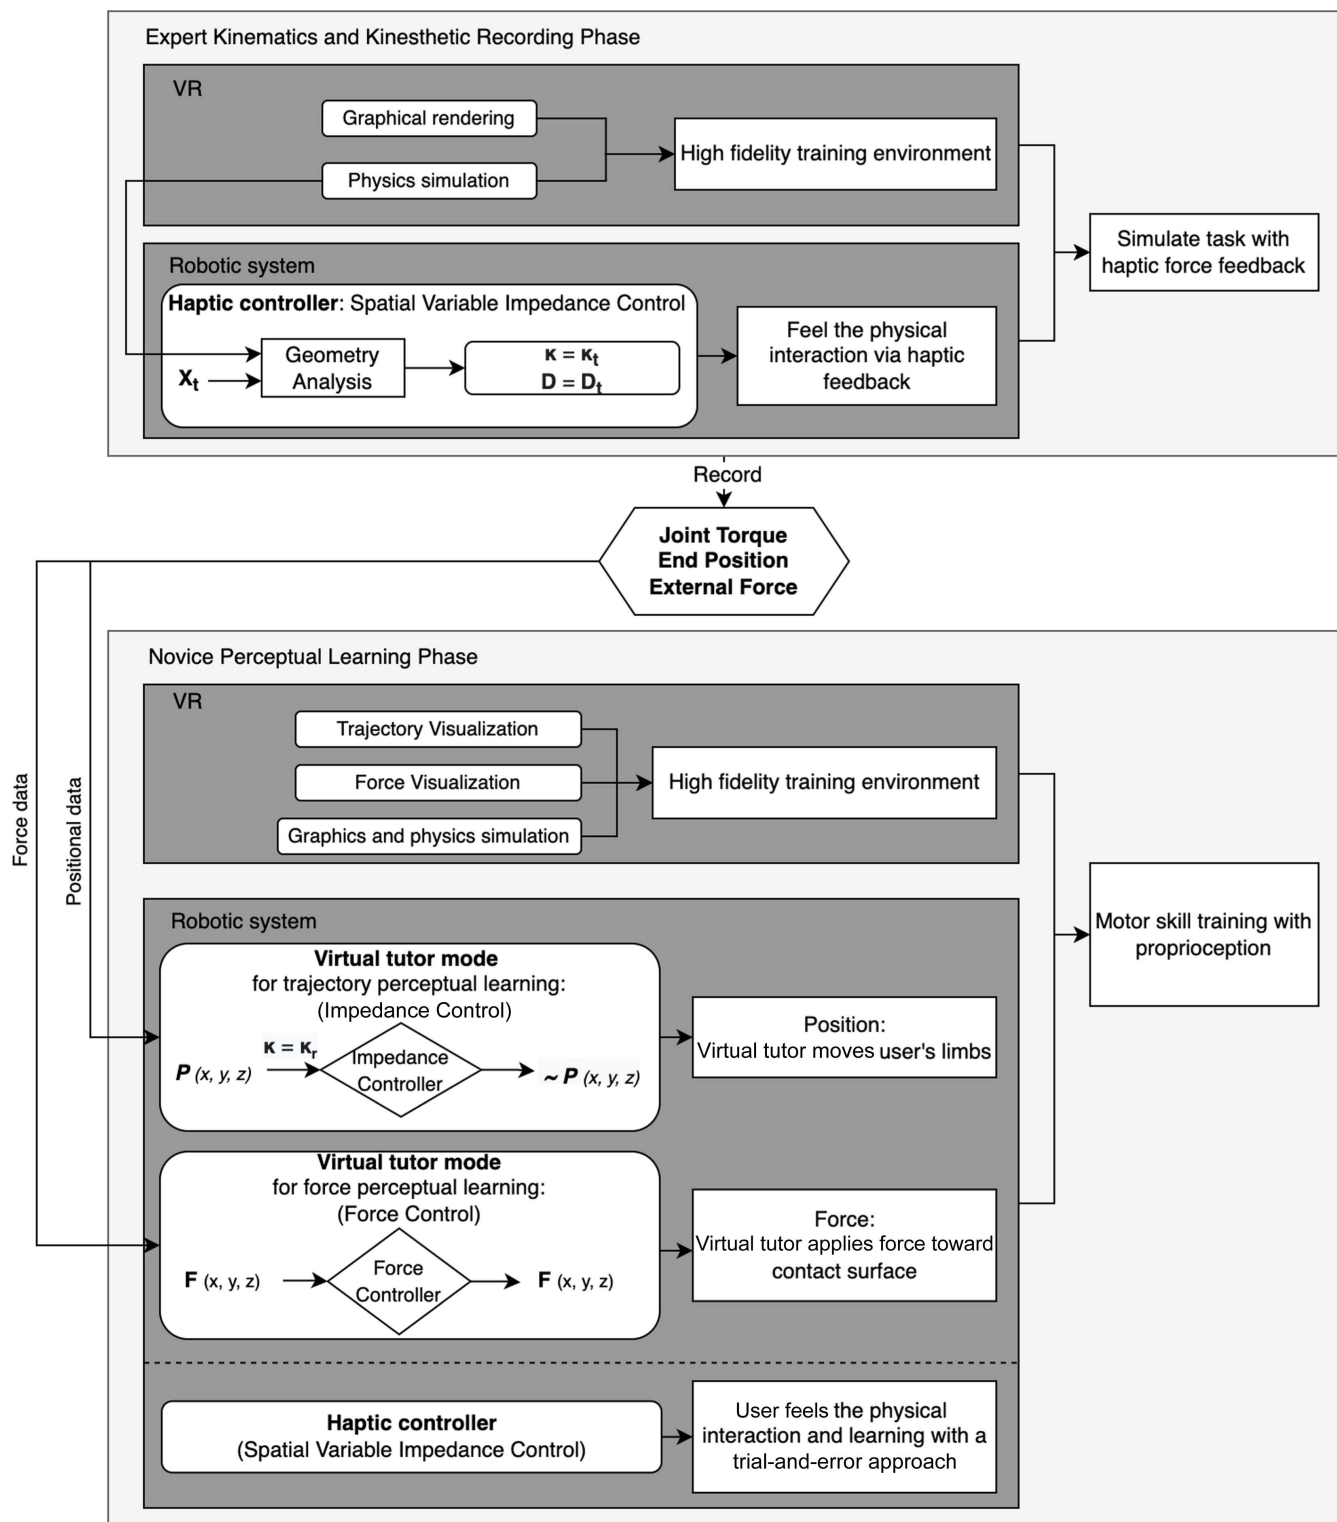 Expert Kinematics and Kinesthetic Recording Phase
VR
Graphical rendering
Physics simulation
High fidelity training environment
Simulate task with
haptic force feedback
Robotic system
Haptic controller: Spatial Variable Impedance Control
Geometry
Analysis
Xt
κ = κt
D = Dt
Feel the physical
interaction via haptic
feedback
Record
Joint Torque
End Position
External Force
Force data
Positional data
Novice Perceptual Learning Phase
VR
Trajectory Visualization
Force Visualization
Graphics and physics simulation
High fidelity training environment
Motor skill training with
proprioception
Robotic system
Virtual tutor mode
for trajectory perceptual learning:
(Impedance Control)
κ = κr
P (x, y, z)
Impedance
Controller
~ P (x, y, z)
Position:
Virtual tutor moves user's limbs
Virtual tutor mode
for force perceptual learning:
(Force Control)
F (x, y, z)
Force
Controller
F (x, y, z)
Force:
Virtual tutor applies force toward
contact surface
Haptic controller
(Spatial Variable Impedance Control)
User feels the physical
interaction and learning with a
trial-and-error approach